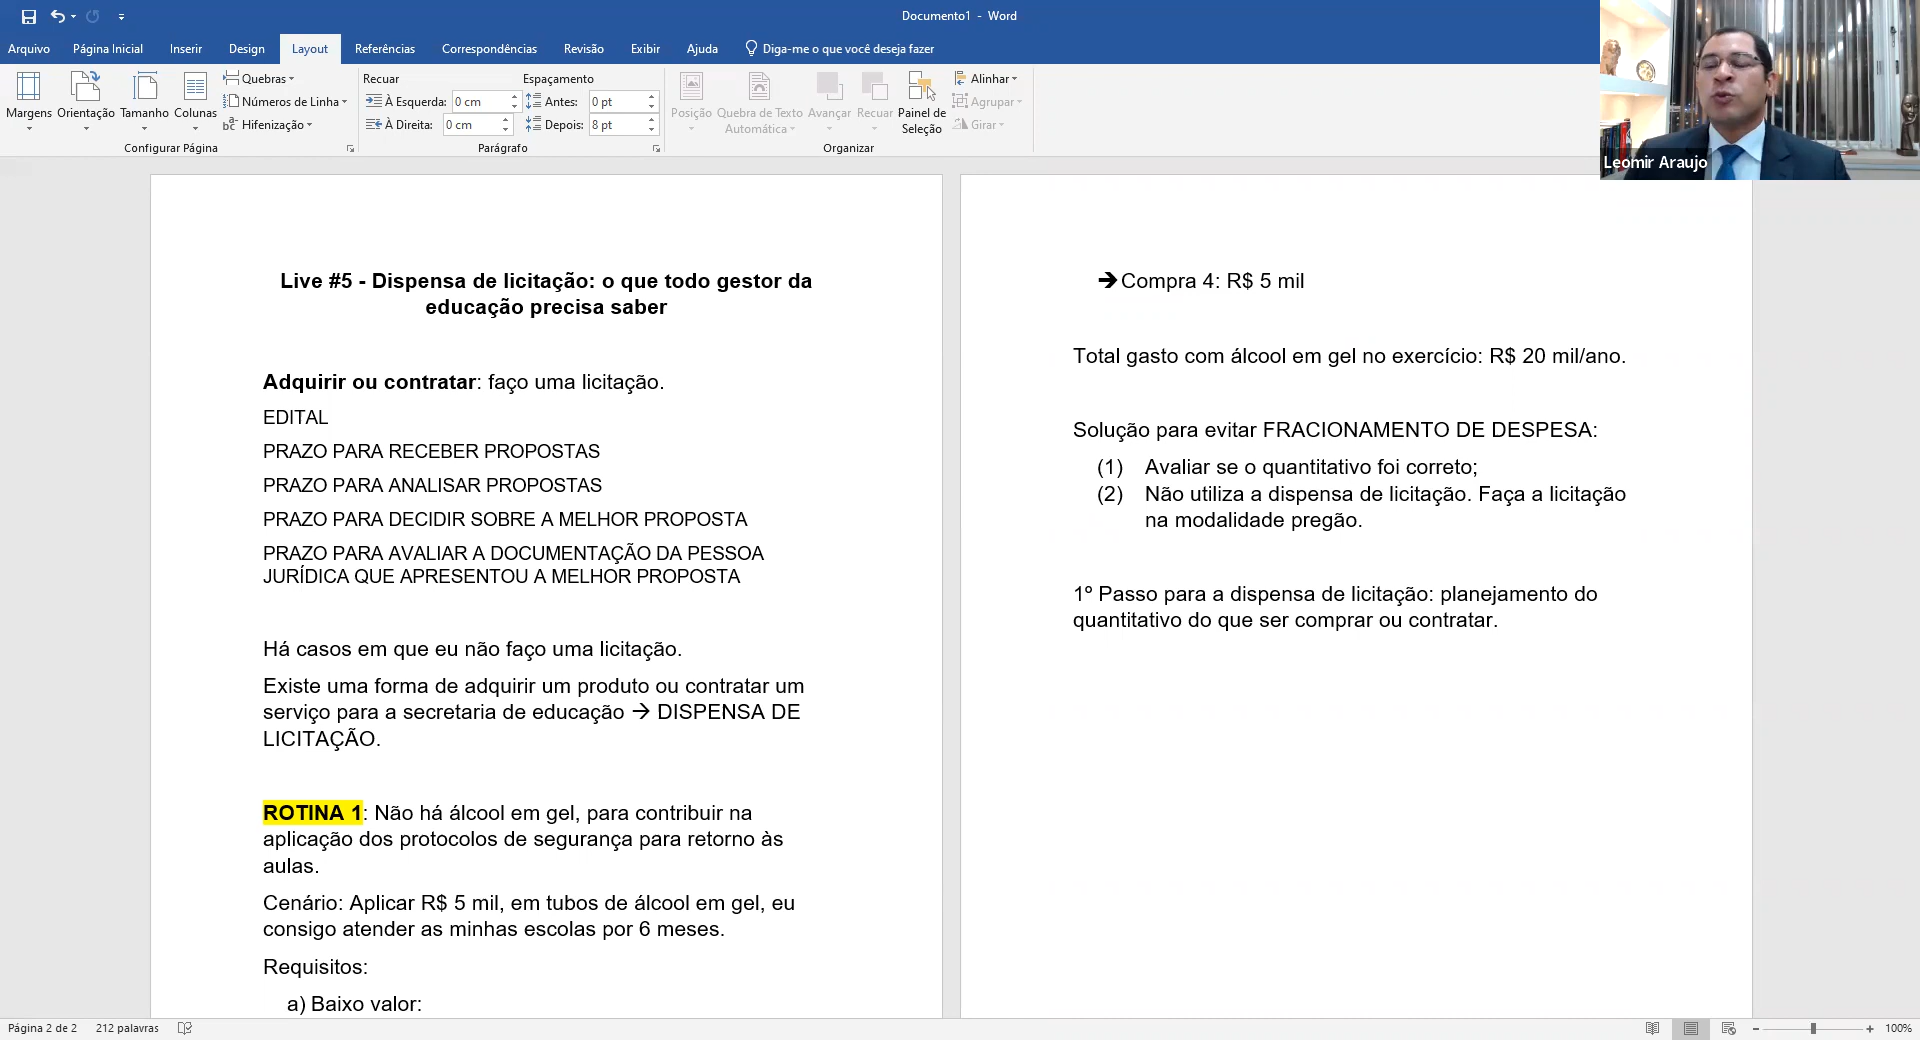 Documento1 - Word
Arquivo Página Inicial Inserir Design Layout Referências Correspondências Revisão Exibir Ajuda Diga-me o que você deseja fazer
Margens Orientação Tamanho Colunas
Quebras
Números de Linha
Hifenização
Configurar Página
Recuar
À Esquerda: 0 cm
À Direita: 0 cm
Espaçamento
Antes: 0 pt
Depois: 8 pt
Parágrafo
Posição
Quebra de Texto
Automática
Avançar
Recuar
Painel de
Seleção
Alinhar
Agrupar
Girar
Organizar
Leomir Araujo
Live #5 - Dispensa de licitação: o que todo gestor da
educação precisa saber
Adquirir ou contratar: faço uma licitação.
EDITAL
PRAZO PARA RECEBER PROPOSTAS
PRAZO PARA ANALISAR PROPOSTAS
PRAZO PARA DECIDIR SOBRE A MELHOR PROPOSTA
PRAZO PARA AVALIAR A DOCUMENTAÇÃO DA PESSOA
JURÍDICA QUE APRESENTOU A MELHOR PROPOSTA
Há casos em que eu não faço uma licitação.
Existe uma forma de adquirir um produto ou contratar um
serviço para a secretaria de educação → DISPENSA DE
LICITAÇÃO.
ROTINA 1: Não há álcool em gel, para contribuir na
aplicação dos protocolos de segurança para retorno às
aulas.
Cenário: Aplicar R$ 5 mil, em tubos de álcool em gel, eu
consigo atender as minhas escolas por 6 meses.
Requisitos:
a) Baixo valor:
➔ Compra 4: R$ 5 mil
Total gasto com álcool em gel no exercício: R$ 20 mil/ano.
Solução para evitar FRACIONAMENTO DE DESPESA:
(1) Avaliar se o quantitativo foi correto;
(2) Não utiliza a dispensa de licitação. Faça a licitação
na modalidade pregão.
1º Passo para a dispensa de licitação: planejamento do
quantitativo do que ser comprar ou contratar.
Página 2 de 2 212 palavras
100%